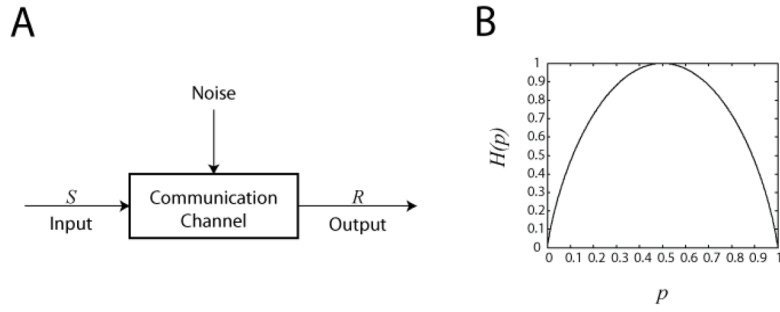 A
Noise
S
Input
Communication
Channel
R
Output
B
H(p)
1
0.9
0.8
0.7
0.6
0.5
0.4
0.3
0.2
0.1
0
0 0.1 0.2 0.3 0.4 0.5 0.6 0.7 0.8 0.9 1
p